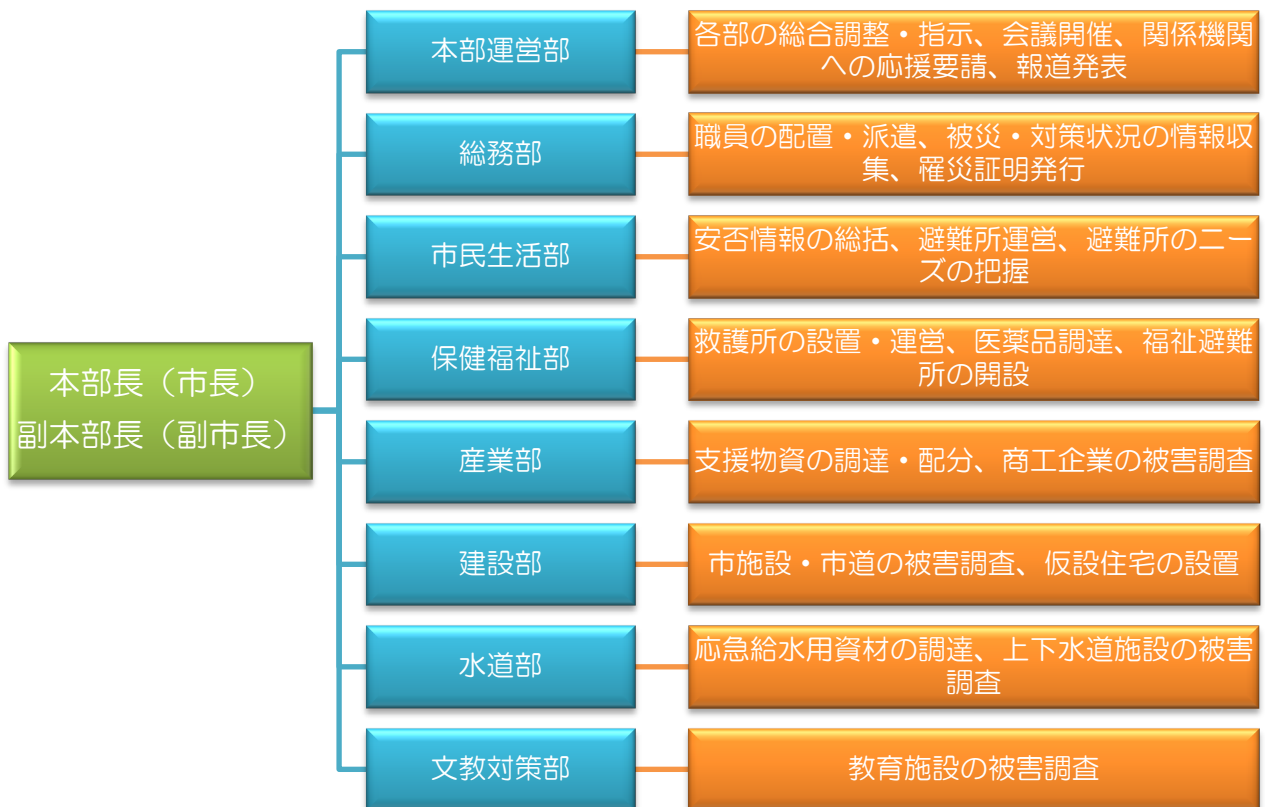 本部長（市長）
副本部長（副市長）
本部運営部
各部の総合調整・指示、会議開催、関係機関
への応援要請、報道発表
総務部
職員の配置・派遣、被災・対策状況の情報収
集、罹災証明発行
市民生活部
安否情報の総括、避難所運営、避難所のニー
ズの把握
保健福祉部
救護所の設置・運営、医薬品調達、福祉避難
所の開設
産業部
支援物資の調達・配分、商工企業の被害調査
建設部
市施設・市道の被害調査、仮設住宅の設置
水道部
応急給水用資材の調達、上下水道施設の被害
調査
文教対策部
教育施設の被害調査